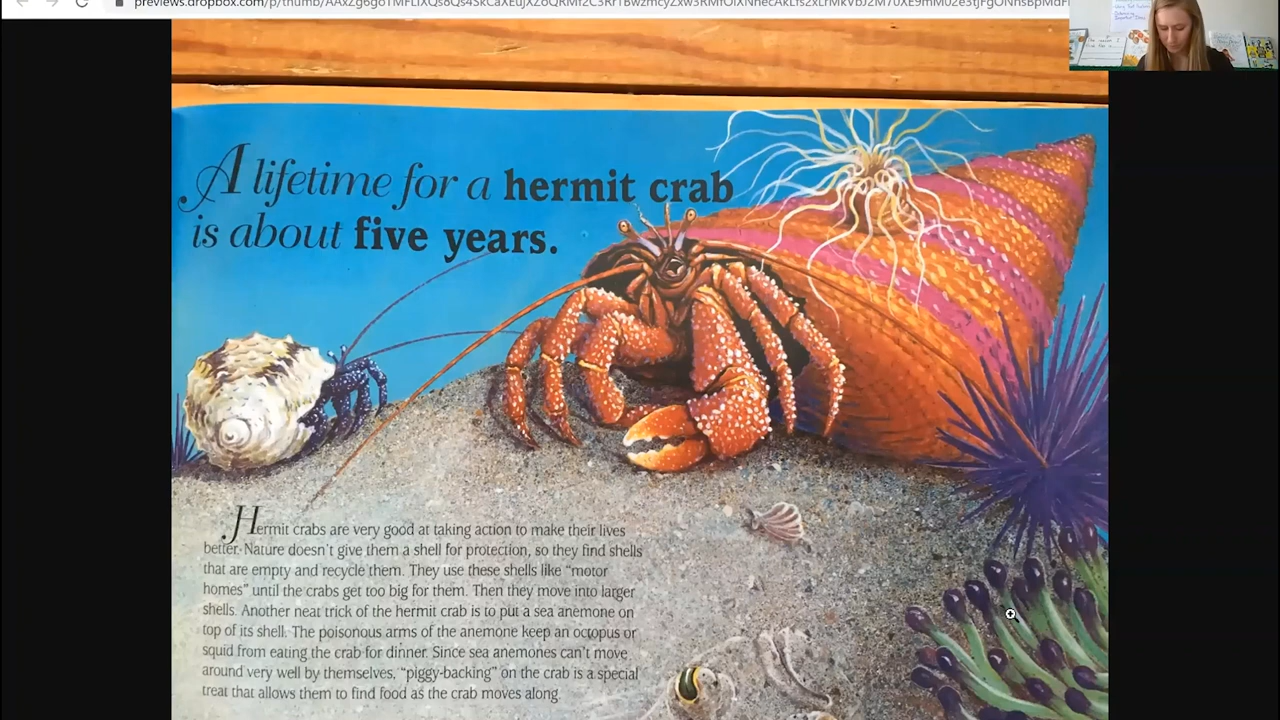 A lifetime for a hermit crab
is about five years.
Hermit crabs are very good at taking action to make their lives
better. Nature doesn't give them a shell for protection, so they find shells
that are empty and recycle them. They use these shells like "motor
homes" until the crabs get too big for them. Then they move into larger
shells. Another neat trick of the hermit crab is to put a sea anemone on
top of its shell. The poisonous arms of the anemone keep an octopus or
squid from eating the crab for dinner. Since sea anemones can't move
around very well by themselves, "piggy-backing" on the crab is a special
treat that allows them to find food as the crab moves along.